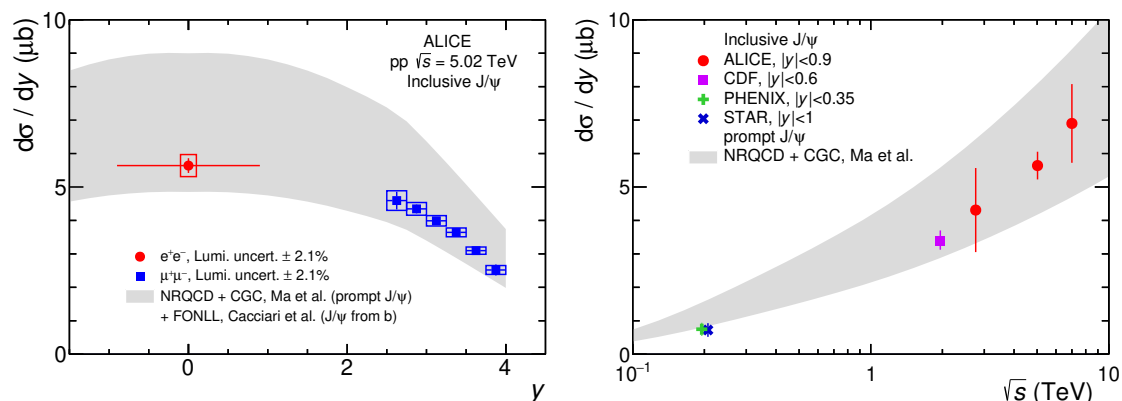 dσ / dy (μb)
10
5
0
0
2
4
y
ALICE
pp √s = 5.02 TeV
Inclusive J/ψ
e⁺e⁻, Lumi. uncert. ± 2.1%
μ⁺μ⁻, Lumi. uncert. ± 2.1%
NRQCD + CGC, Ma et al. (prompt J/ψ)
+ FONLL, Cacciari et al. (J/ψ from b)
dσ / dy (μb)
10
5
0
10⁻¹
1
10
√s (TeV)
Inclusive J/ψ
ALICE, |y|<0.9
CDF, |y|<0.6
PHENIX, |y|<0.35
STAR, |y|<1
prompt J/ψ
NRQCD + CGC, Ma et al.